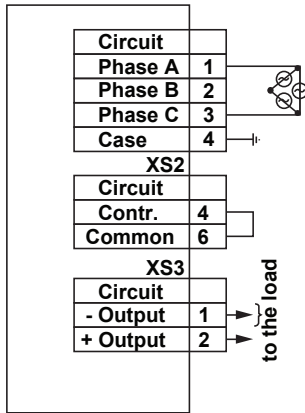 Circuit
Phase A 1
Phase B 2
Phase C 3
Case 4
XS2
Circuit
Contr. 4
Common 6
XS3
Circuit
- Output 1
+ Output 2
to the load